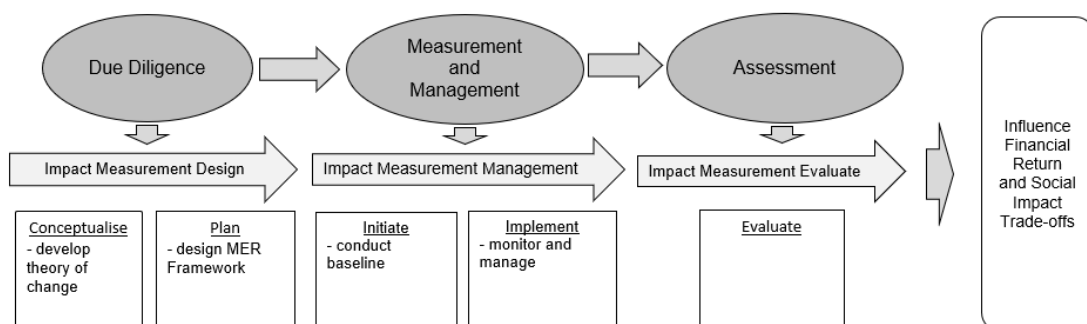 Due Diligence
Measurement
and
Management
Assessment
Impact Measurement Design
Impact Measurement Management
Impact Measurement Evaluate
Conceptualise
- develop
theory of
change
Plan
- design MER
Framework
Initiate
- conduct
baseline
Implement
- monitor and
manage
Evaluate
Influence
Financial
Return
and Social
Impact
Trade-offs